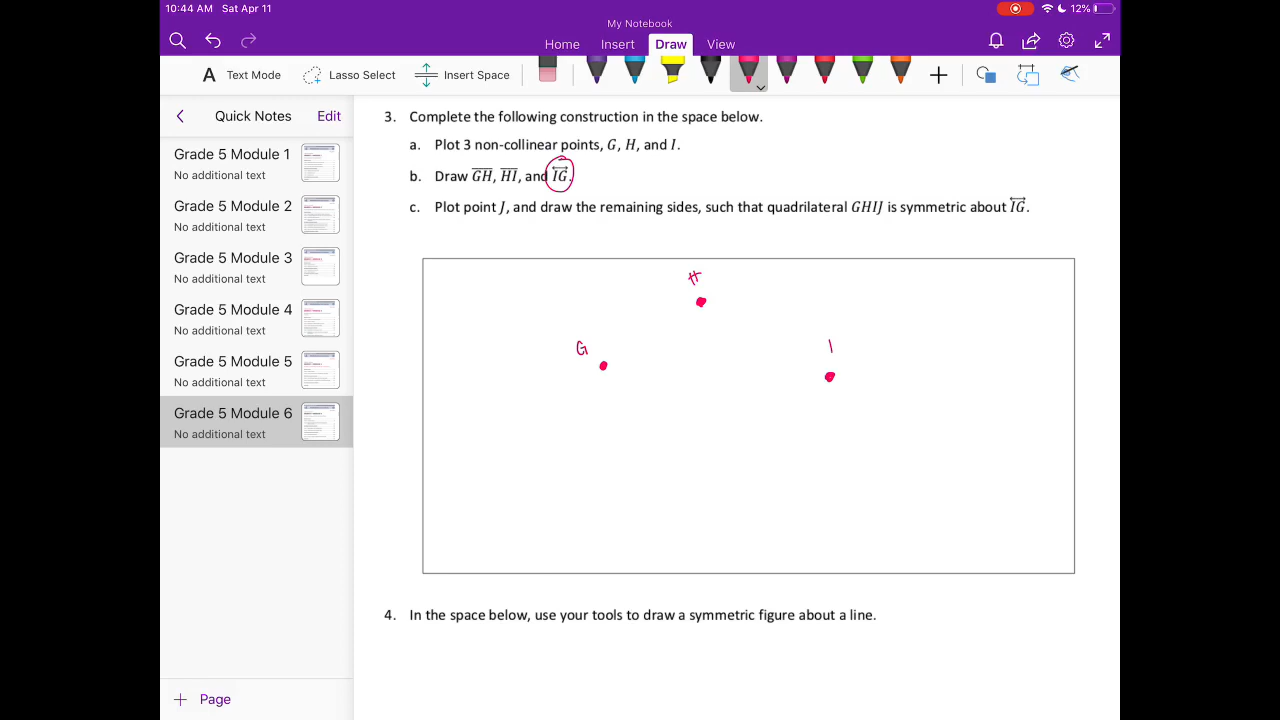 10:44 AM Sat Apr 11
12%
My Notebook
Home Insert Draw View
A Text Mode Lasso Select Insert Space
Quick Notes Edit
Grade 5 Module 1
No additional text
Grade 5 Module 2
No additional text
Grade 5 Module 3
No additional text
Grade 5 Module 4
No additional text
Grade 5 Module 5
No additional text
Grade 5 Module 6
No additional text
Page
3. Complete the following construction in the space below.
a. Plot 3 non-collinear points, G, H, and I.
b. Draw GH, HI, and IG.
c. Plot point J, and draw the remaining sides, such that quadrilateral GHIJ is symmetric about IG.
H
G
I
4. In the space below, use your tools to draw a symmetric figure about a line.